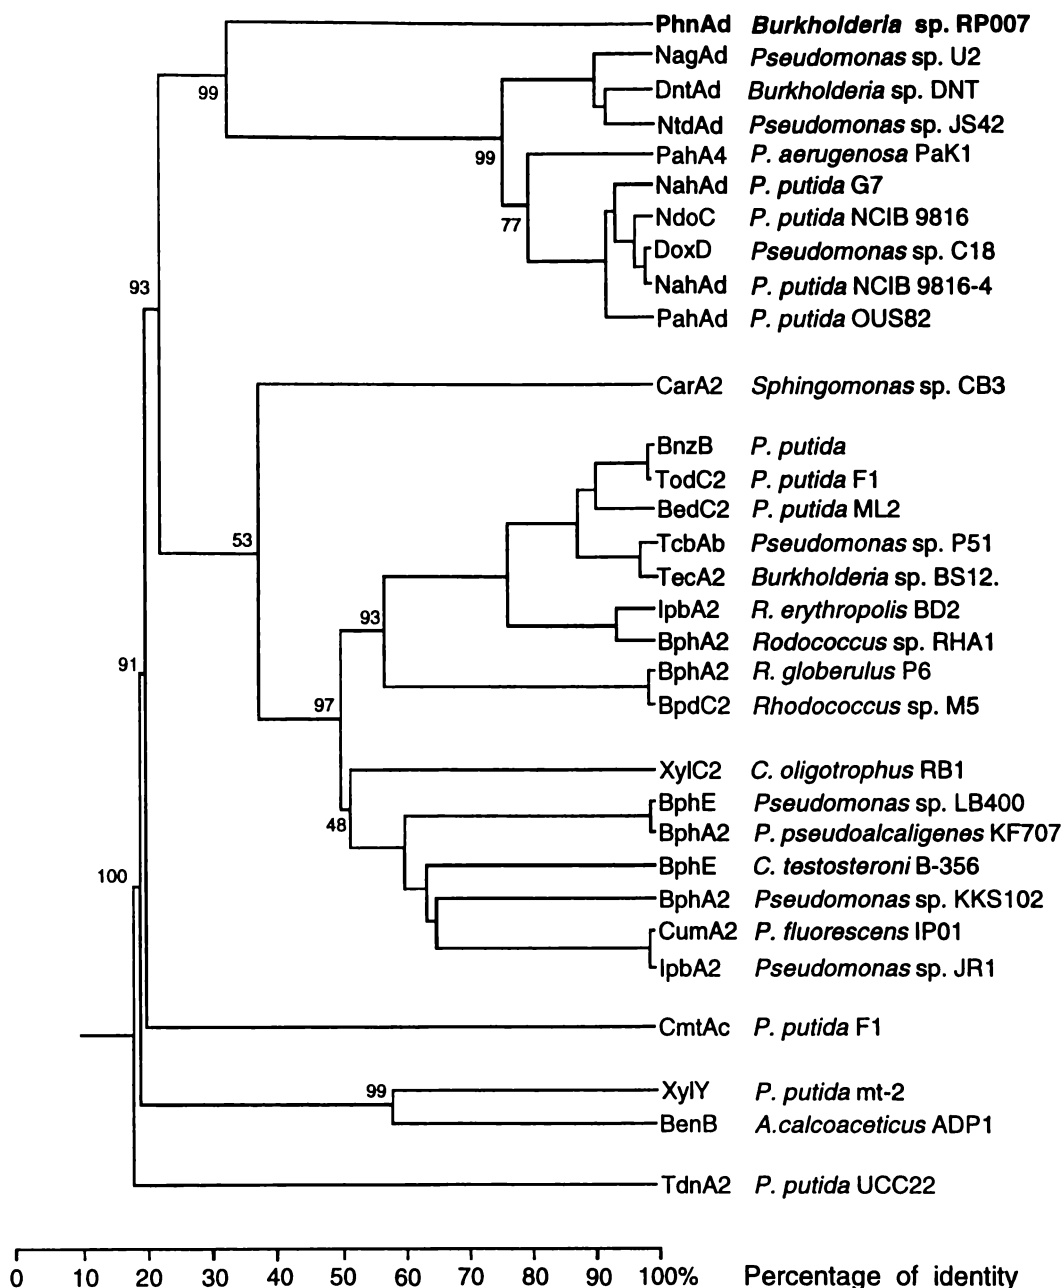 PhnAd Burkholderia sp. RP007
NagAd Pseudomonas sp. U2
DntAd Burkholderia sp. DNT
99
NtdAd Pseudomonas sp. JS42
99
PahA4 P. aerugenosa PaK1
NahAd P. putida G7
77
NdoC P. putida NCIB 9816
DoxD Pseudomonas sp. C18
93
NahAd P. putida NCIB 9816-4
PahAd P. putida OUS82
CarA2 Sphingomonas sp. CB3
BnzB P. putida
TodC2 P. putida F1
BedC2 P. putida ML2
53
TcbAb Pseudomonas sp. P51
TecA2 Burkholderia sp. BS12.
IpbA2 R. erythropolis BD2
93
BphA2 Rodococcus sp. RHA1
91
BphA2 R. globerulus P6
97
BpdC2 Rhodococcus sp. M5
XylC2 C. oligotrophus RB1
BphE Pseudomonas sp. LB400
48
BphA2 P. pseudoalcaligenes KF707
BphE C. testosteroni B-356
100
BphA2 Pseudomonas sp. KKS102
CumA2 P. fluorescens IP01
IpbA2 Pseudomonas sp. JR1
CmtAc P. putida F1
99
XylY P. putida mt-2
BenB A.calcoaceticus ADP1
TdnA2 P. putida UCC22
0 10 20 30 40 50 60 70 80 90 100% Percentage of identity